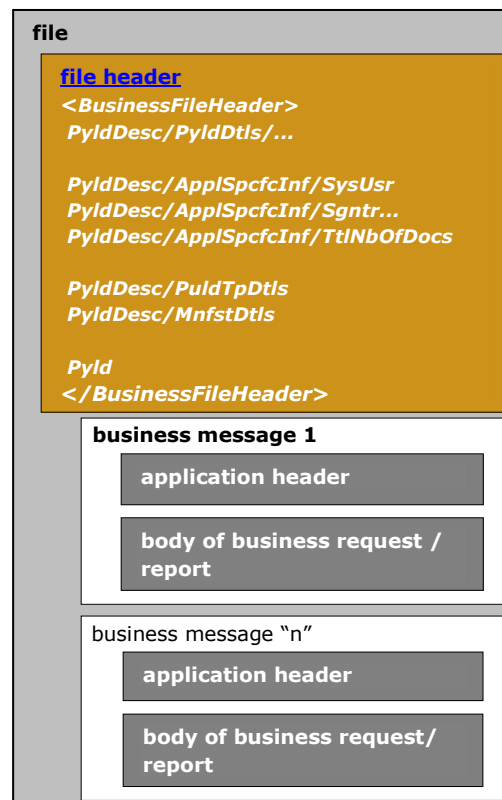 file
file header
<BusinessFileHeader>
PyldDesc/PyldDtls/...
PyldDesc/ApplSpcfcInf/SysUsr
PyldDesc/ApplSpcfcInf/Sgntr...
PyldDesc/ApplSpcfcInf/TtlNbOfDocs
PyldDesc/PuldTpDtls
PyldDesc/MnfstDtls
Pyld
</BusinessFileHeader>
business message 1
application header
body of business request /
report
business message “n”
application header
body of business request/
report